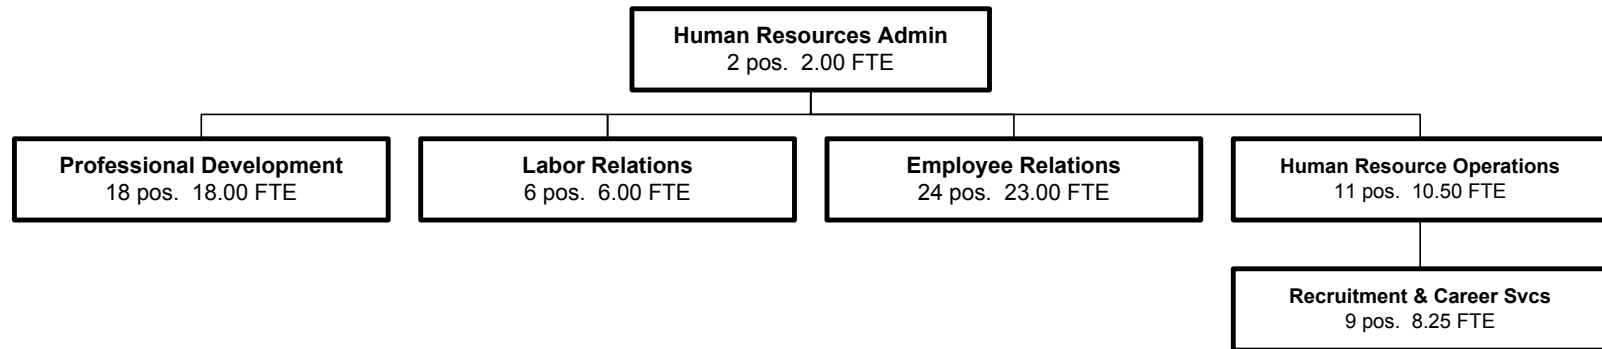 Human Resources Admin
2 pos.  2.00 FTE
Professional Development
18 pos.  18.00 FTE
Labor Relations
6 pos.  6.00 FTE
Employee Relations
24 pos.  23.00 FTE
Human Resource Operations
11 pos.  10.50 FTE
Recruitment & Career Svcs
9 pos.  8.25 FTE